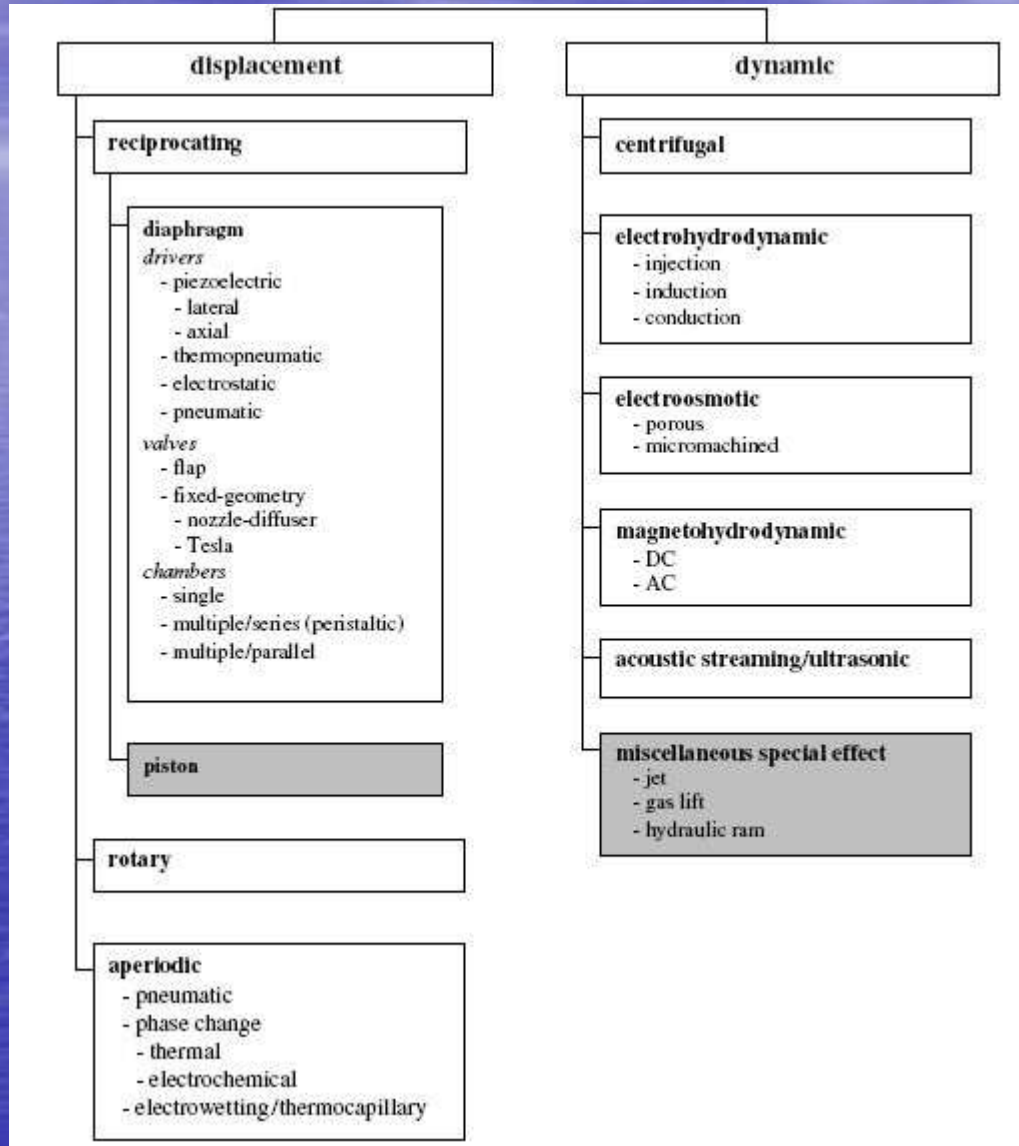 displacement
reciprocating
diaphragm
drivers
- piezoelectric
- lateral
- axial
- thermopneumatic
- electrostatic
- pneumatic
valves
- flap
- fixed-geometry
- nozzle-diffuser
- Tesla
chambers
- single
- multiple/series (peristaltic)
- multiple/parallel
piston
rotary
aperiodic
- pneumatic
- phase change
- thermal
- electrochemical
- electrowetting/thermocapillary
dynamic
centrifugal
electrohydrodynamic
- injection
- induction
- conduction
electroosmotic
- porous
- micromachined
magnetohydrodynamic
- DC
- AC
acoustic streaming/ultrasonic
miscellaneous special effect
- jet
- gas lift
- hydraulic ram